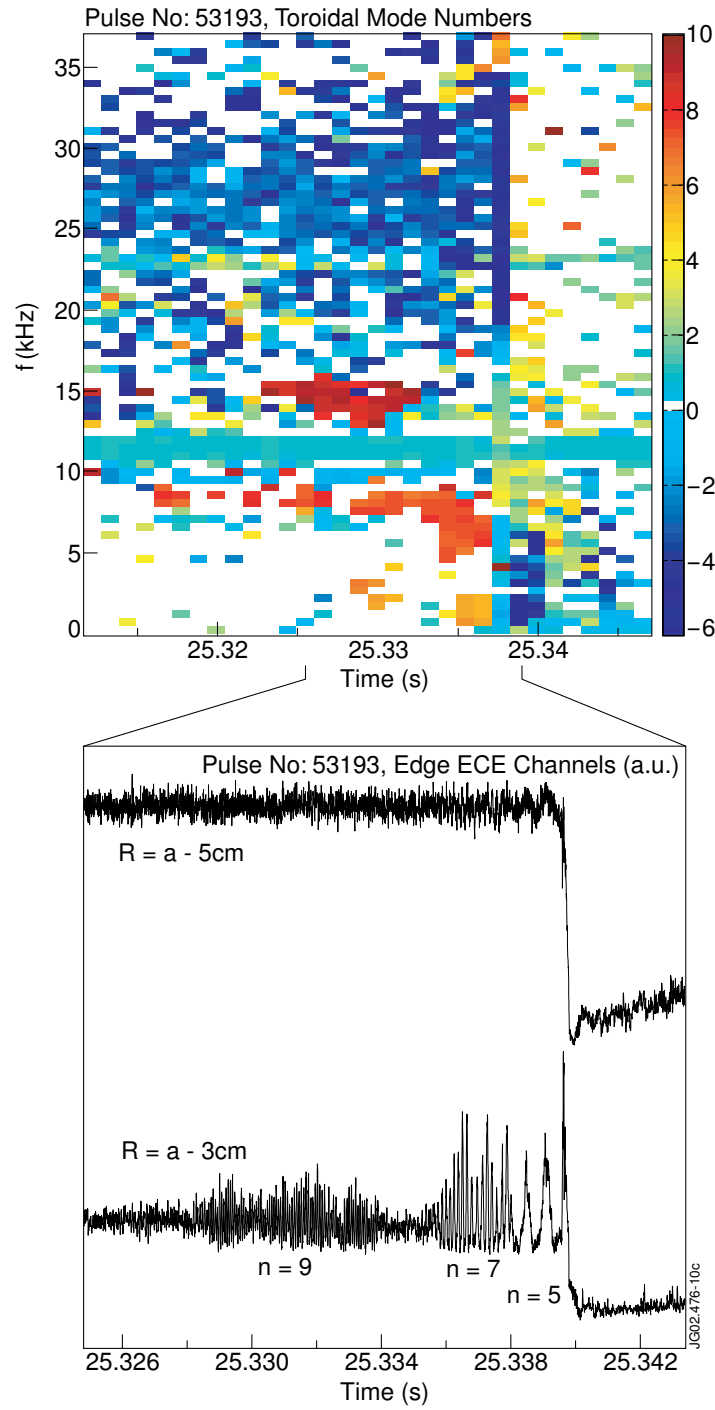 Pulse No: 53193, Toroidal Mode Numbers
35
30
25
20
15
10
5
0
f (kHz)
25.32
25.33
25.34
Time (s)
10
8
6
4
2
0
−2
−4
−6
Pulse No: 53193, Edge ECE Channels (a.u.)
R = a - 5cm
R = a - 3cm
n = 9
n = 7
n = 5
JG02.476-10c
25.326
25.330
25.334
25.338
25.342
Time (s)